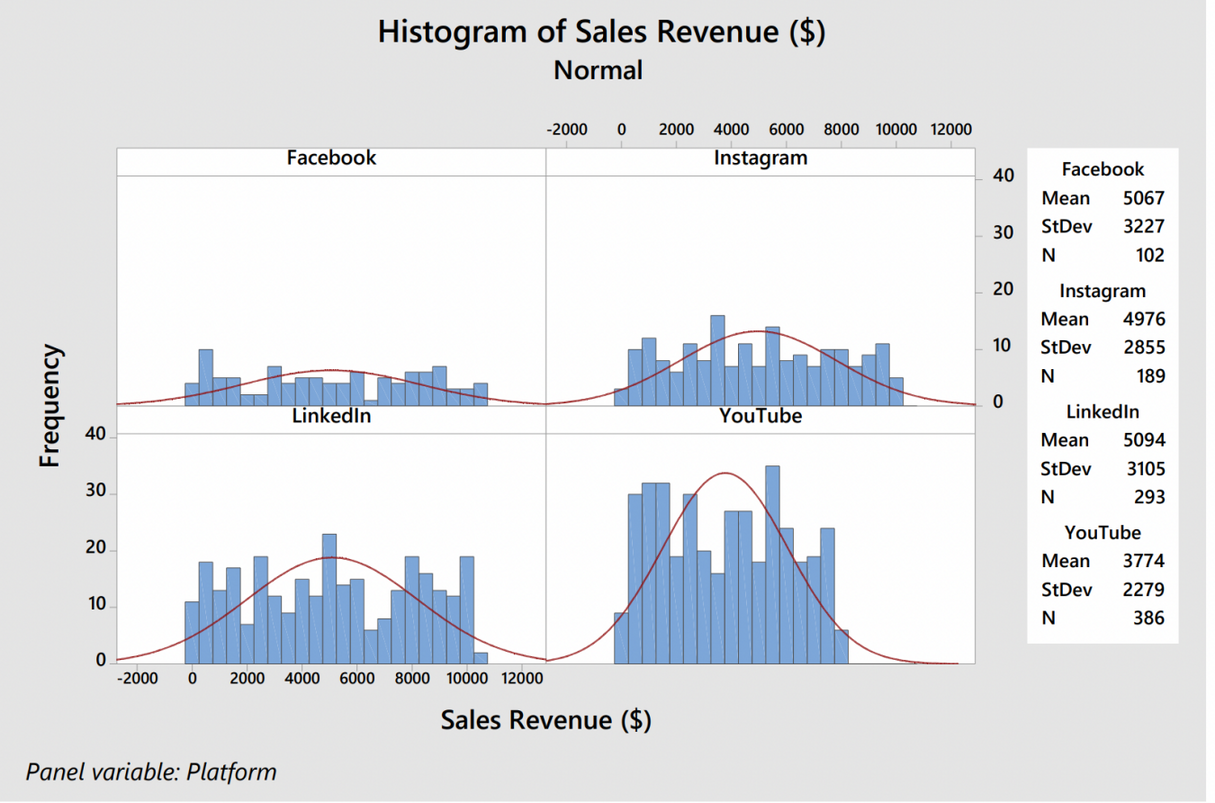 Histogram of Sales Revenue ($)
Normal
-2000 0 2000 4000 6000 8000 10000 12000
Facebook
Instagram
40
30
20
10
0
LinkedIn
YouTube
40
30
20
10
0
-2000 0 2000 4000 6000 8000 10000 12000
Frequency
Sales Revenue ($)
Facebook
Mean 5067
StDev 3227
N 102
Instagram
Mean 4976
StDev 2855
N 189
LinkedIn
Mean 5094
StDev 3105
N 293
YouTube
Mean 3774
StDev 2279
N 386
Panel variable: Platform